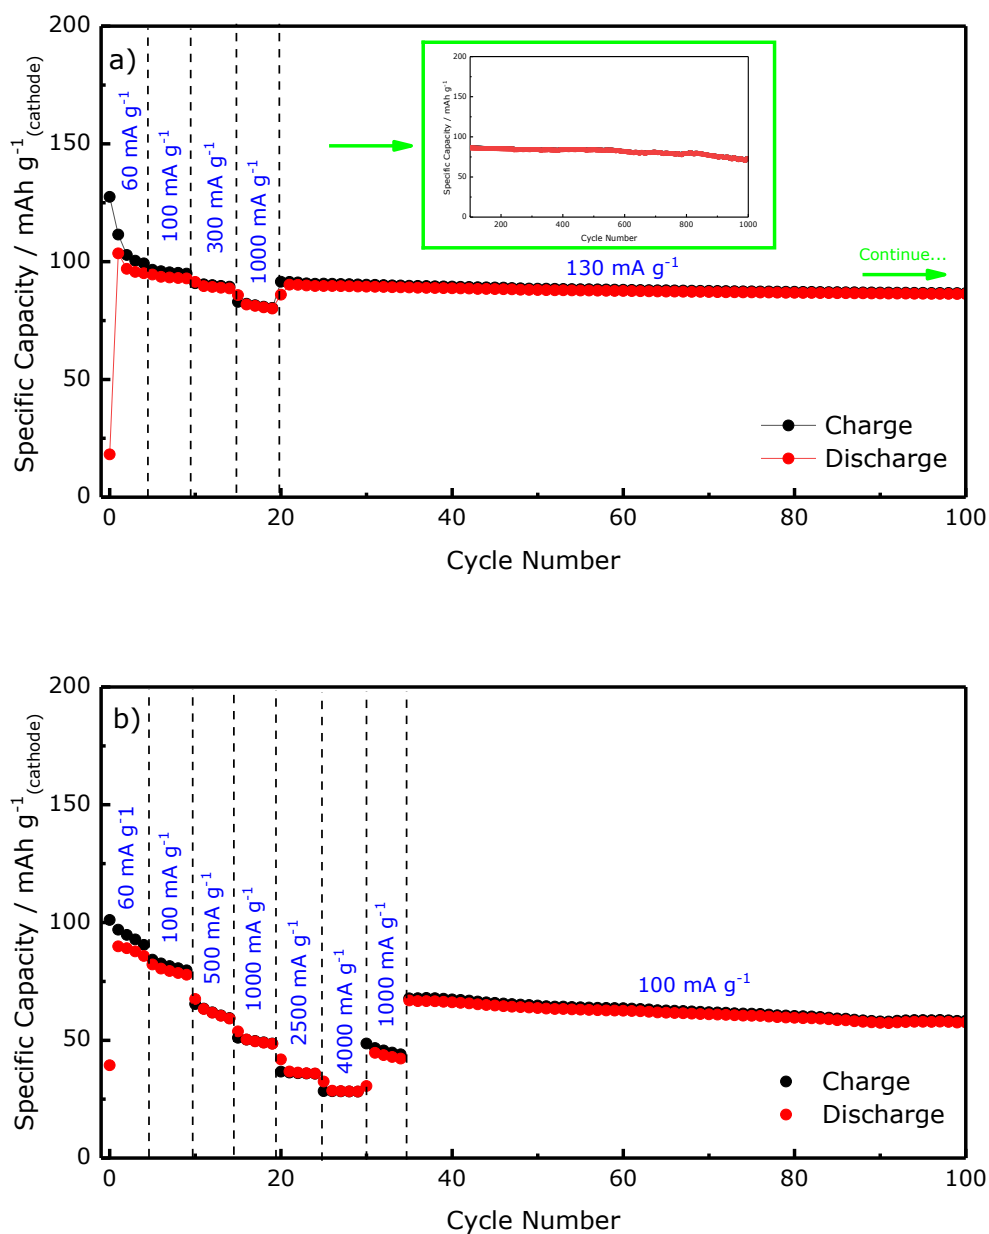 a)
200
150
100
50
0
Specific Capacity / mAh g⁻¹(cathode)
60 mA g⁻¹
100 mA g⁻¹
300 mA g⁻¹
1000 mA g⁻¹
200
150
100
50
0
Specific Capacity / mAh g⁻¹
200 400 600 800 1000
Cycle Number
130 mA g⁻¹
Continue...
Charge
Discharge
0 20 40 60 80 100
Cycle Number
b)
200
150
100
50
0
Specific Capacity / mAh g⁻¹(cathode)
60 mA g-1
100 mA g⁻¹
500 mA g⁻¹
1000 mA g⁻¹
2500 mA g⁻¹
4000 mA g⁻¹
1000 mA g⁻¹
100 mA g⁻¹
Charge
Discharge
0 20 40 60 80 100
Cycle Number